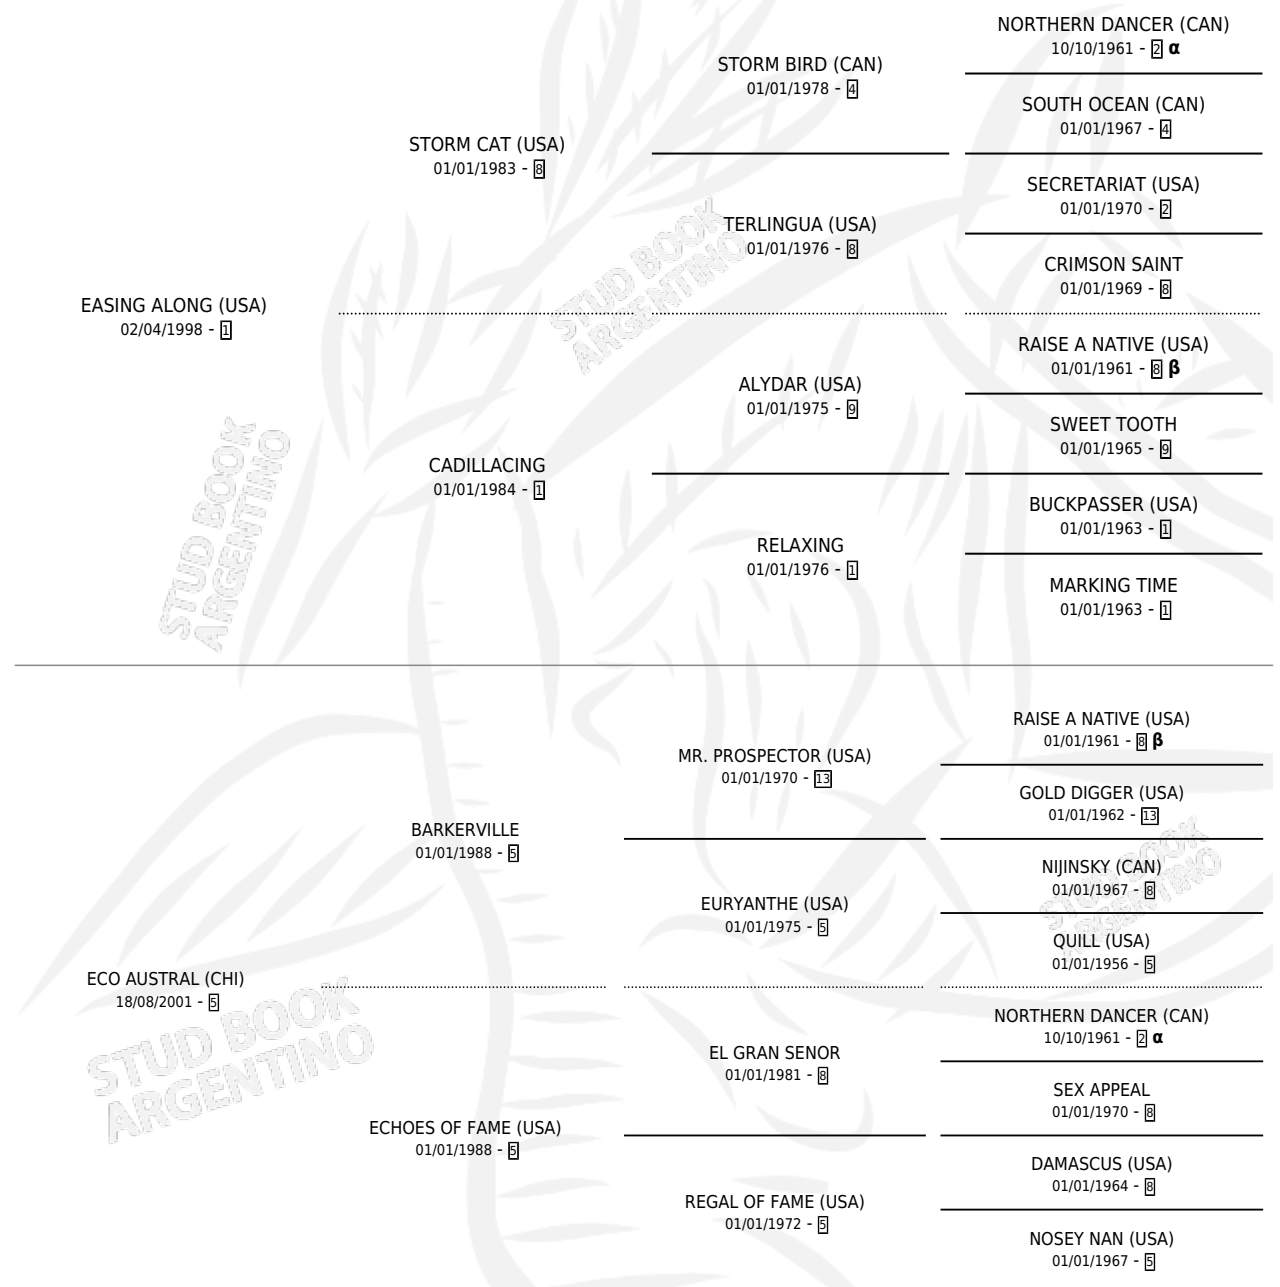 NORTHERN DANCER (CAN)
10/10/1961 - 2 α
STORM BIRD (CAN)
01/01/1978 - 4
SOUTH OCEAN (CAN)
01/01/1967 - 4
STORM CAT (USA)
01/01/1983 - 8
SECRETARIAT (USA)
01/01/1970 - 2
TERLINGUA (USA)
01/01/1976 - 8
CRIMSON SAINT
01/01/1969 - 8
EASING ALONG (USA)
02/04/1998 - 1
RAISE A NATIVE (USA)
01/01/1961 - 8 β
ALYDAR (USA)
01/01/1975 - 9
SWEET TOOTH
01/01/1965 - 9
CADILLACING
01/01/1984 - 1
BUCKPASSER (USA)
01/01/1963 - 1
RELAXING
01/01/1976 - 1
MARKING TIME
01/01/1963 - 1
RAISE A NATIVE (USA)
01/01/1961 - 8 β
MR. PROSPECTOR (USA)
01/01/1970 - 13
GOLD DIGGER (USA)
01/01/1962 - 13
BARKERVILLE
01/01/1988 - 5
NIJINSKY (CAN)
01/01/1967 - 8
EURYANTHE (USA)
01/01/1975 - 5
QUILL (USA)
01/01/1956 - 5
ECO AUSTRAL (CHI)
18/08/2001 - 5
NORTHERN DANCER (CAN)
10/10/1961 - 2 α
EL GRAN SENOR
01/01/1981 - 8
SEX APPEAL
01/01/1970 - 8
ECHOES OF FAME (USA)
01/01/1988 - 5
DAMASCUS (USA)
01/01/1964 - 8
REGAL OF FAME (USA)
01/01/1972 - 5
NOSEY NAN (USA)
01/01/1967 - 5
STUD BOOK
ARGENTINO
STUD BOOK
ARGENTINO
STUD BOOK
ARGENTINO
STUD BOOK
ARGENTINO